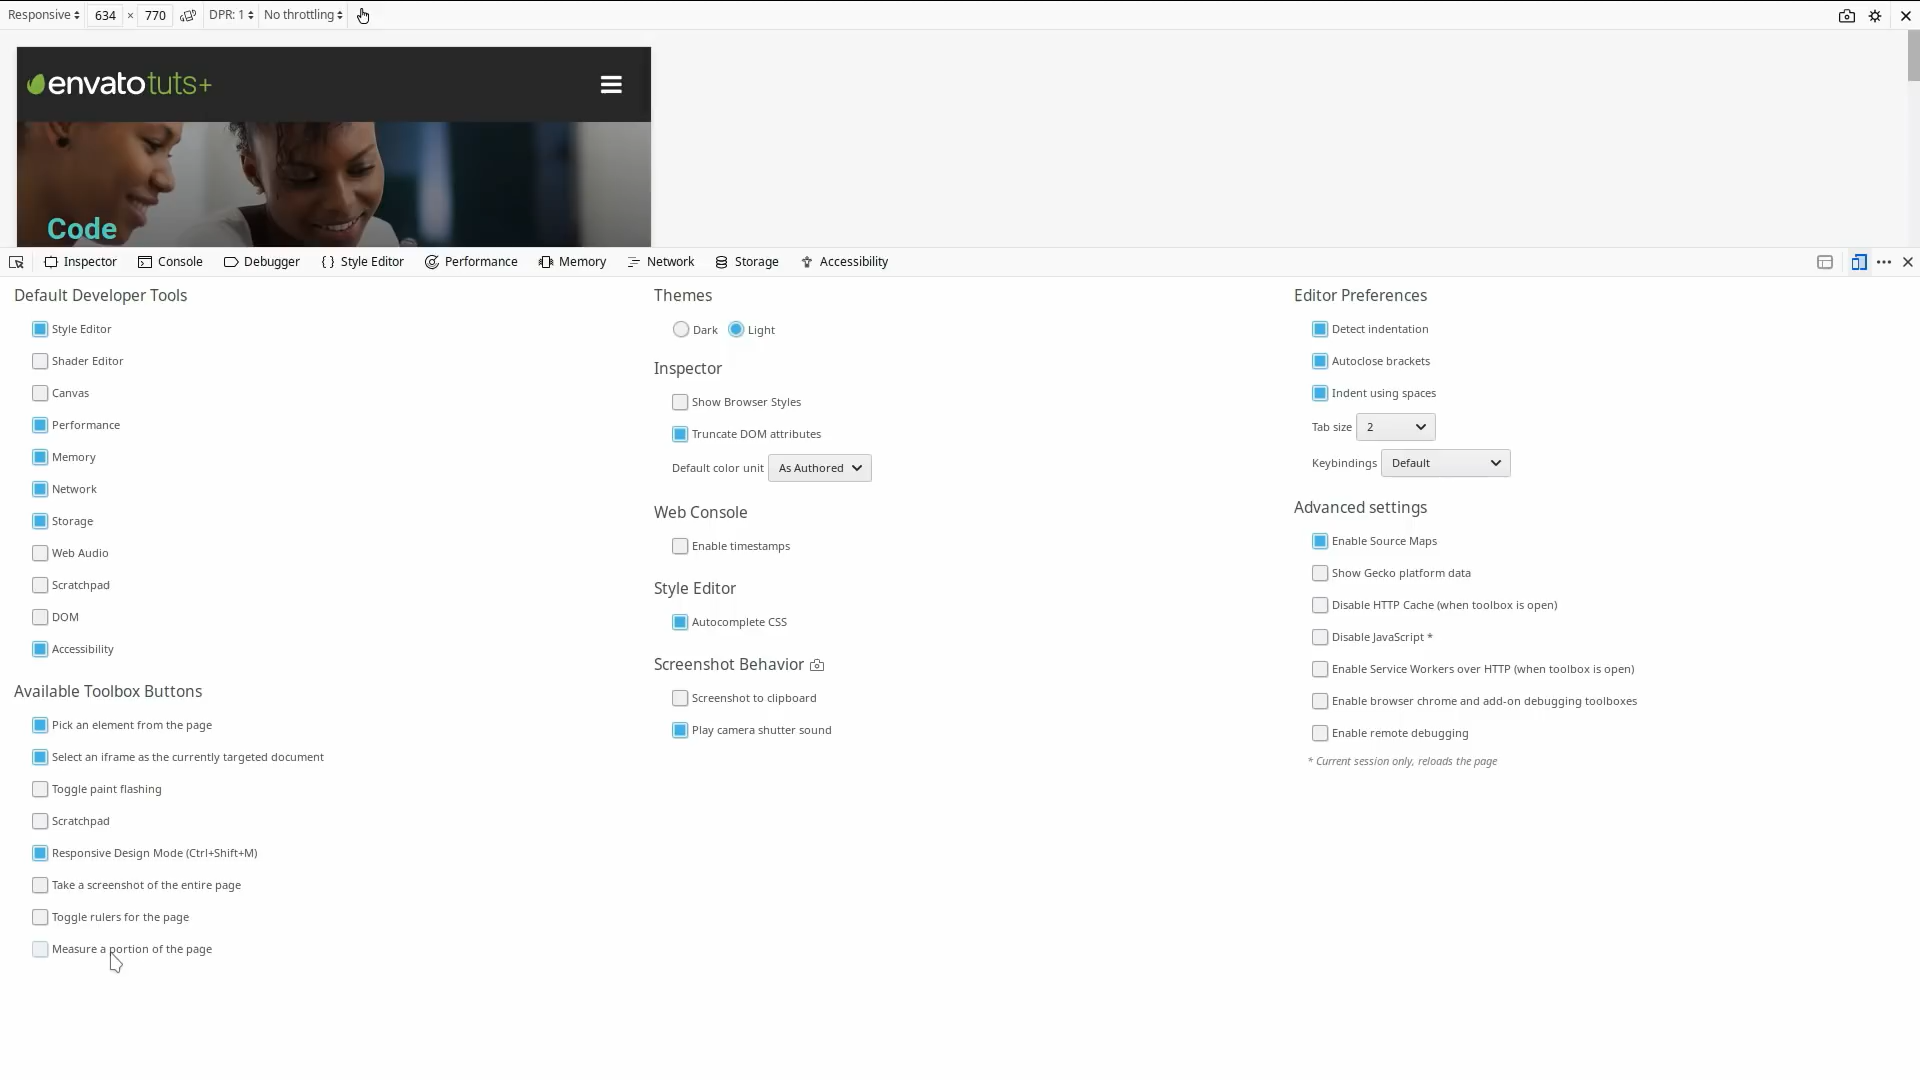 Responsive 634 × 770 DPR: 1 No throttling
envatotuts+
Code
Inspector Console Debugger Style Editor Performance Memory Network Storage Accessibility
Default Developer Tools
Style Editor
Shader Editor
Canvas
Performance
Memory
Network
Storage
Web Audio
Scratchpad
DOM
Accessibility
Available Toolbox Buttons
Pick an element from the page
Select an iframe as the currently targeted document
Toggle paint flashing
Scratchpad
Responsive Design Mode (Ctrl+Shift+M)
Take a screenshot of the entire page
Toggle rulers for the page
Measure a portion of the page
Themes
Dark Light
Inspector
Show Browser Styles
Truncate DOM attributes
Default color unit As Authored
Web Console
Enable timestamps
Style Editor
Autocomplete CSS
Screenshot Behavior
Screenshot to clipboard
Play camera shutter sound
Editor Preferences
Detect indentation
Autoclose brackets
Indent using spaces
Tab size 2
Keybindings Default
Advanced settings
Enable Source Maps
Show Gecko platform data
Disable HTTP Cache (when toolbox is open)
Disable JavaScript *
Enable Service Workers over HTTP (when toolbox is open)
Enable browser chrome and add-on debugging toolboxes
Enable remote debugging
* Current session only, reloads the page